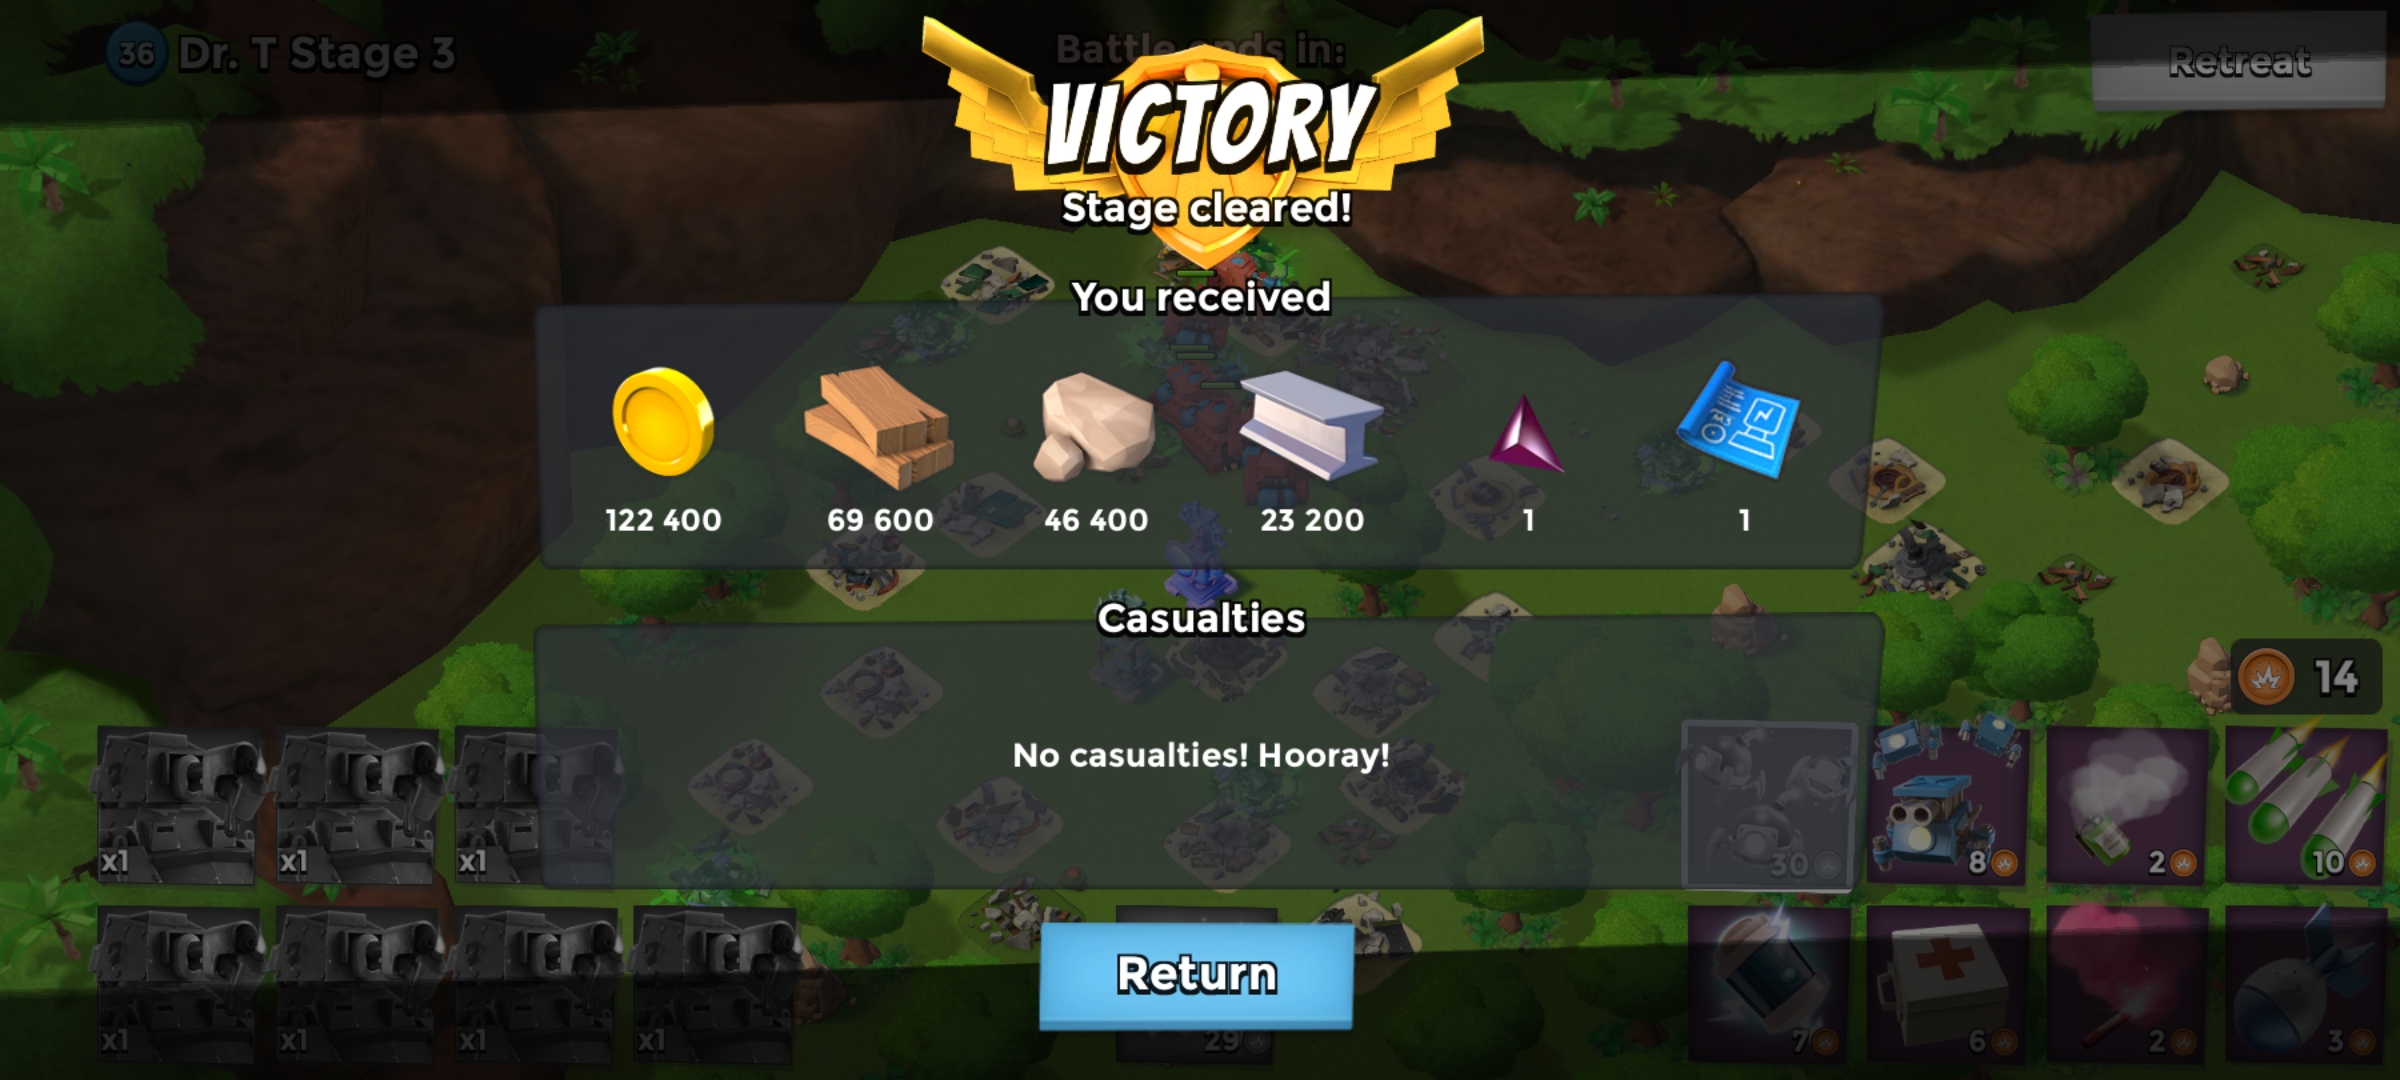 36 Dr. T Stage 3
Battle ends in:
Retreat
VICTORY
Stage cleared!
You received
122 400
69 600
46 400
23 200
1
1
Casualties
No casualties! Hooray!
14
x1
x1
x1
30
8
2
10
Return
x1
x1
x1
x1
29
7
6
2
3